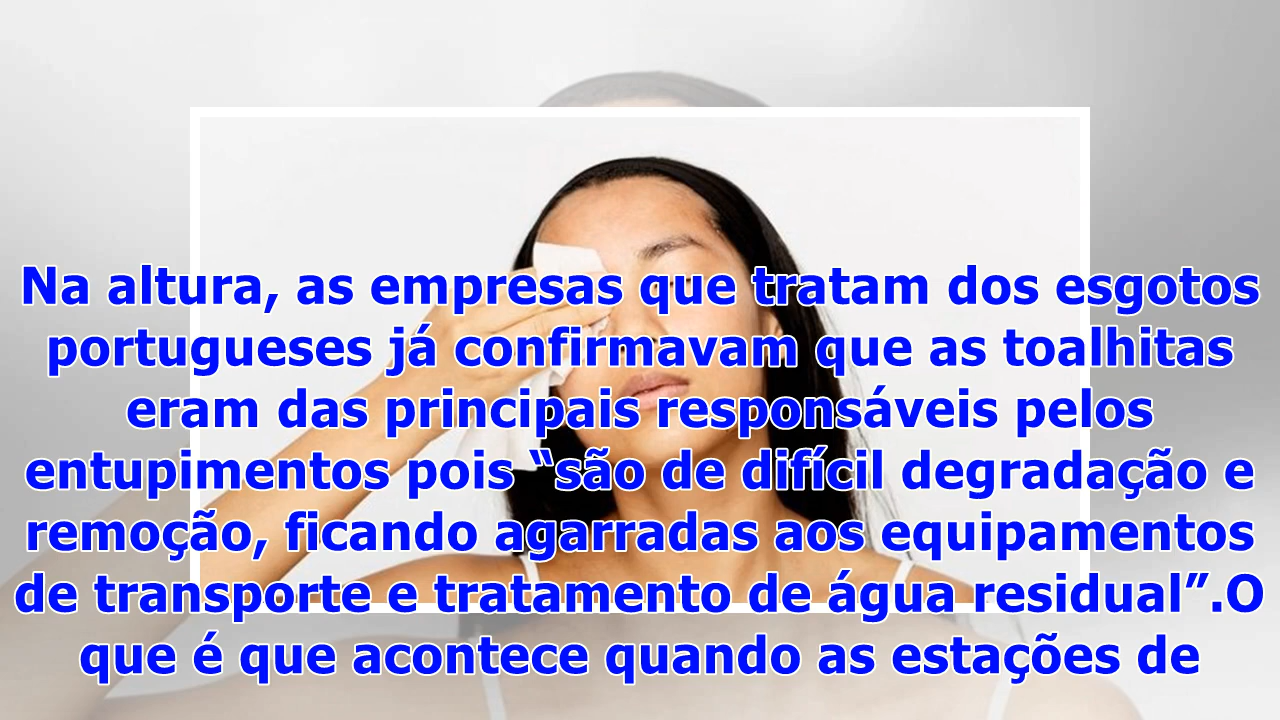 Na altura, as empresas que tratam dos esgotos
portugueses já confirmavam que as toalhitas
eram das principais responsáveis pelos
entupimentos pois “são de difícil degradação e
remoção, ficando agarradas aos equipamentos
de transporte e tratamento de água residual”.O
que é que acontece quando as estações de